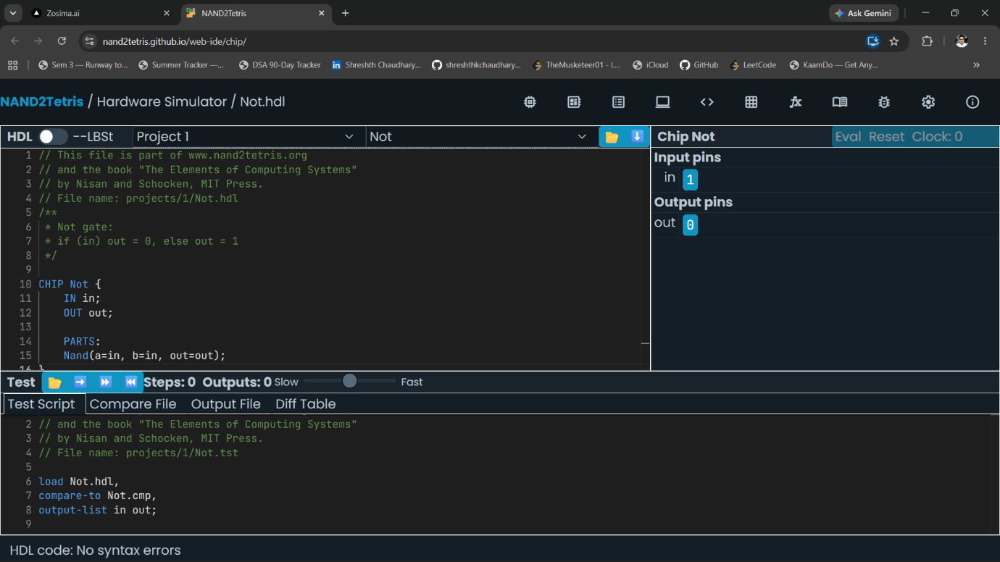 Zosima.ai
NAND2Tetris
Ask Gemini
nand2tetris.github.io/web-ide/chip/
Sem 3 — Runway to...
Summer Tracker —...
DSA 90-Day Tracker
Shreshth Chaudhary...
shreshthkchaudhary...
TheMusketeer01 - L...
iCloud
GitHub
LeetCode
KaamDo — Get Any...
NAND2Tetris / Hardware Simulator / Not.hdl
HDL --LBSt Project 1 Not
Chip Not Eval Reset Clock: 0
1 // This file is part of www.nand2tetris.org
2 // and the book "The Elements of Computing Systems"
3 // by Nisan and Schocken, MIT Press.
4 // File name: projects/1/Not.hdl
5 /**
6 * Not gate:
7 * if (in) out = 0, else out = 1
8 */
9
10 CHIP Not {
11 IN in;
12 OUT out;
13
14 PARTS:
15 Nand(a=in, b=in, out=out);
16 }
Input pins
in 1
Output pins
out 0
Test Steps: 0 Outputs: 0 Slow Fast
Test Script Compare File Output File Diff Table
2 // and the book "The Elements of Computing Systems"
3 // by Nisan and Schocken, MIT Press.
4 // File name: projects/1/Not.tst
5
6 load Not.hdl,
7 compare-to Not.cmp,
8 output-list in out;
9
HDL code: No syntax errors